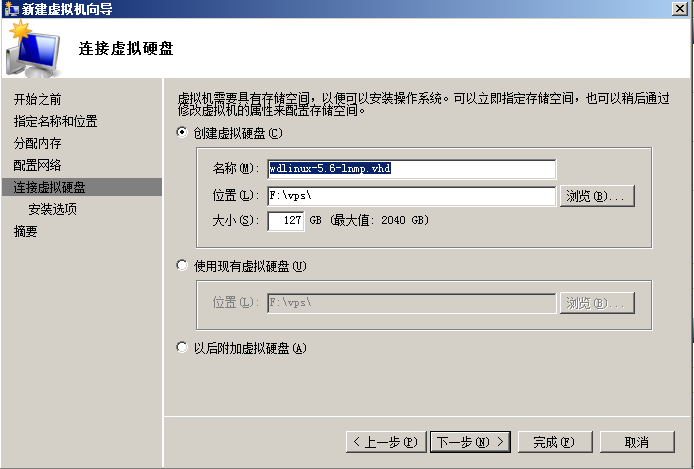 新建虚拟机向导
连接虚拟硬盘
开始之前
指定名称和位置
分配内存
配置网络
连接虚拟硬盘
安装选项
摘要
虚拟机需要具有存储空间，以便可以安装操作系统。可以立即指定存储空间，也可以稍后通过
修改虚拟机的属性来配置存储空间。
创建虚拟硬盘(C)
名称(M): wdlinux-5.6-lnmp.vhd
位置(L): F:\vps\ 浏览(B)...
大小(S): 127 GB (最大值: 2040 GB)
使用现有虚拟硬盘(U)
位置(L): F:\vps\ 浏览(B)...
以后附加虚拟硬盘(A)
< 上一步(P) 下一步(N) > 完成(F) 取消